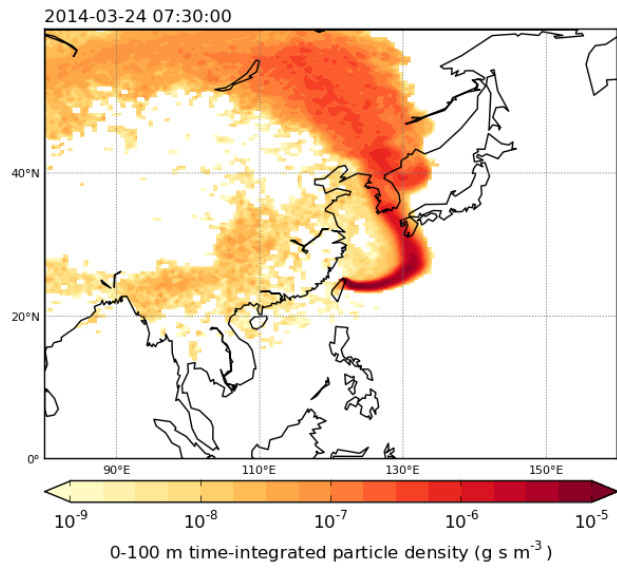 2014-03-24 07:30:00
40°N
20°N
0°
90°E
110°E
130°E
150°E
10⁻⁹
10⁻⁸
10⁻⁷
10⁻⁶
10⁻⁵
0-100 m time-integrated particle density (g s m⁻³)